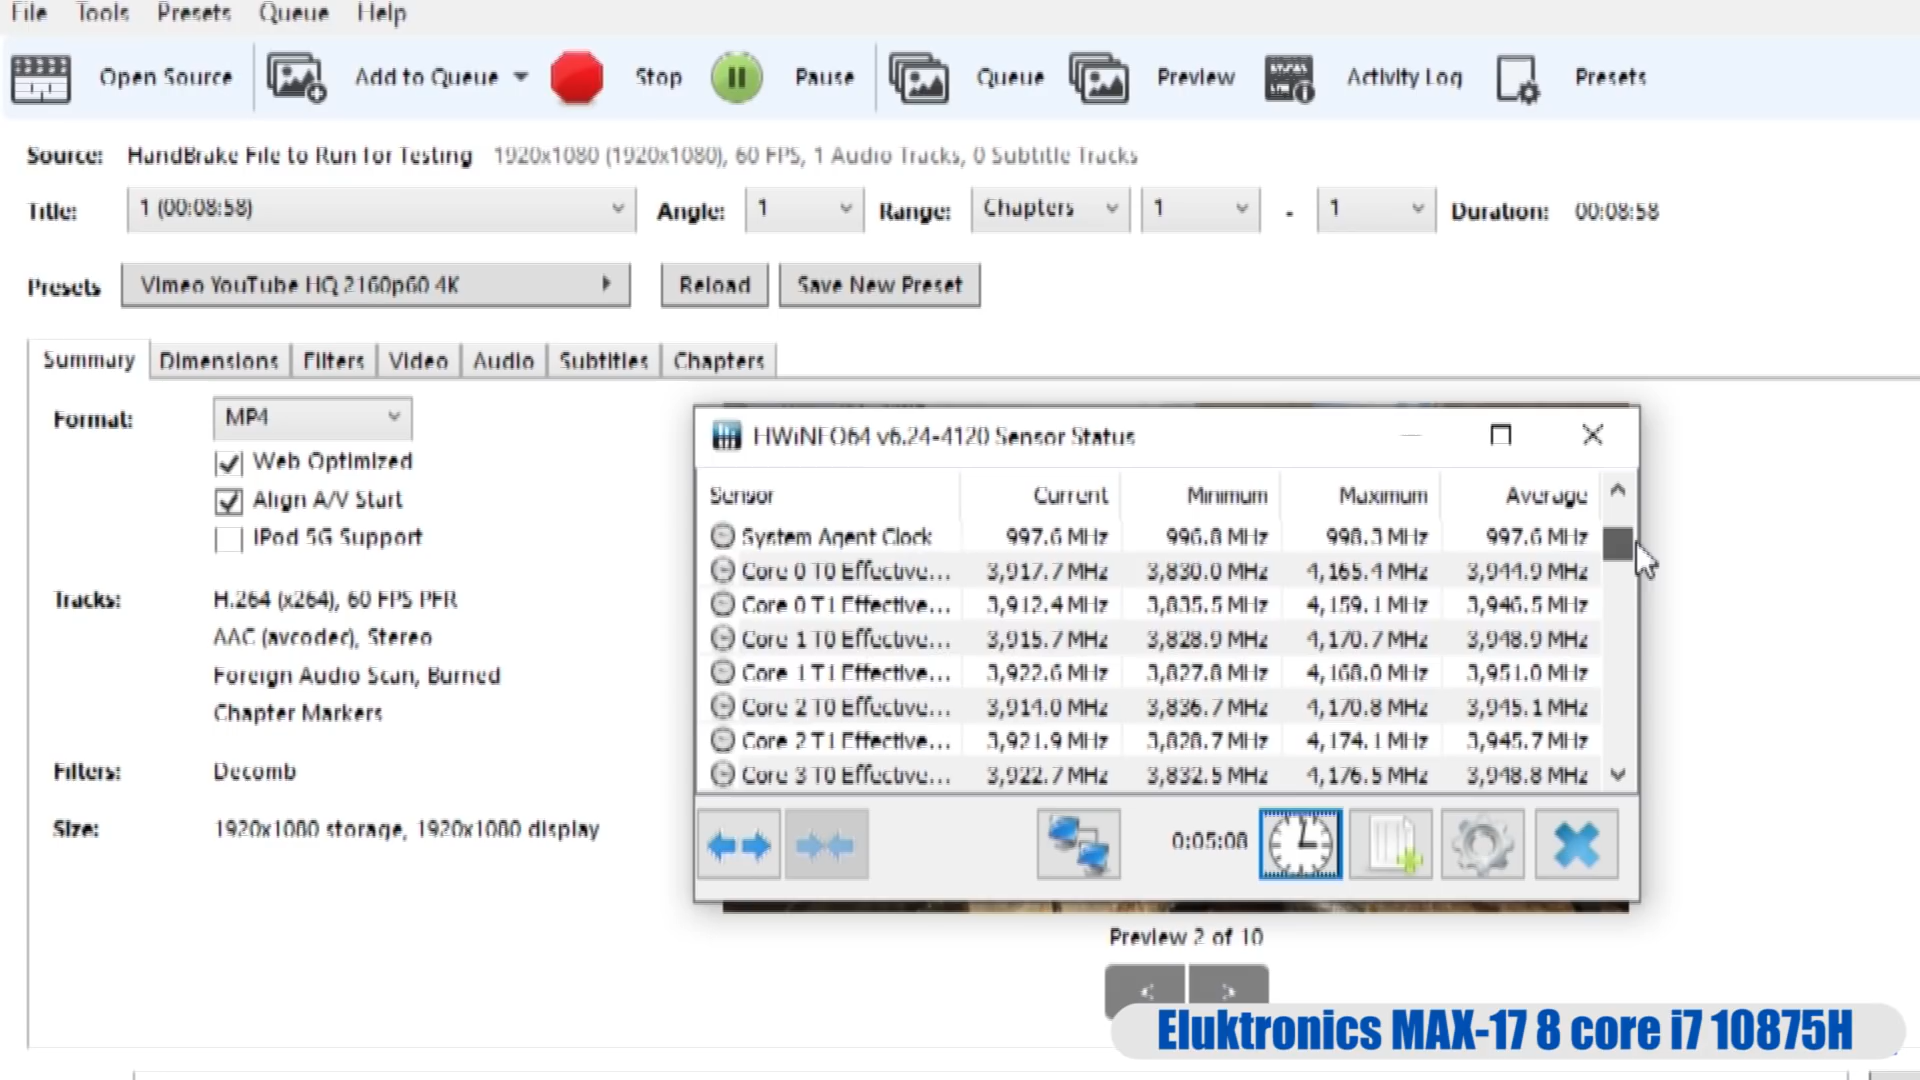 File Tools Presets Queue Help
Open Source Add to Queue Stop Pause Queue Preview Activity Log Presets
Source: HandBrake File to Run for Testing 1920x1080 (1920x1080), 60 FPS, 1 Audio Tracks, 0 Subtitle Tracks
Title: 1 (00:08:58) Angle: 1 Range: Chapters 1 - 1 Duration: 00:08:58
Presets Vimeo YouTube HQ 2160p60 4K Reload Save New Preset
Summary Dimensions Filters Video Audio Subtitles Chapters
Format: MP4
Web Optimized
Align A/V Start
iPod 5G Support
Tracks: H.264 (x264), 60 FPS PFR
AAC (avcodec), Stereo
Foreign Audio Scan, Burned
Chapter Markers
Filters: Decomb
Size: 1920x1080 storage, 1920x1080 display
HWiNFO64 v6.24-4120 Sensor Status
Sensor Current Minimum Maximum Average
System Agent Clock 997.6 MHz 996.8 MHz 998.3 MHz 997.6 MHz
Core 0 T0 Effective... 3,917.7 MHz 3,830.0 MHz 4,165.4 MHz 3,944.9 MHz
Core 0 T1 Effective... 3,912.4 MHz 3,835.5 MHz 4,159.1 MHz 3,946.5 MHz
Core 1 T0 Effective... 3,915.7 MHz 3,828.9 MHz 4,170.7 MHz 3,948.9 MHz
Core 1 T1 Effective... 3,922.6 MHz 3,827.8 MHz 4,168.0 MHz 3,951.0 MHz
Core 2 T0 Effective... 3,914.0 MHz 3,836.7 MHz 4,170.8 MHz 3,945.1 MHz
Core 2 T1 Effective... 3,921.9 MHz 3,828.7 MHz 4,174.1 MHz 3,945.7 MHz
Core 3 T0 Effective... 3,922.7 MHz 3,832.5 MHz 4,176.5 MHz 3,948.8 MHz
0:05:08
Preview 2 of 10
< >
Eluktronics MAX-17 8 core i7 10875H